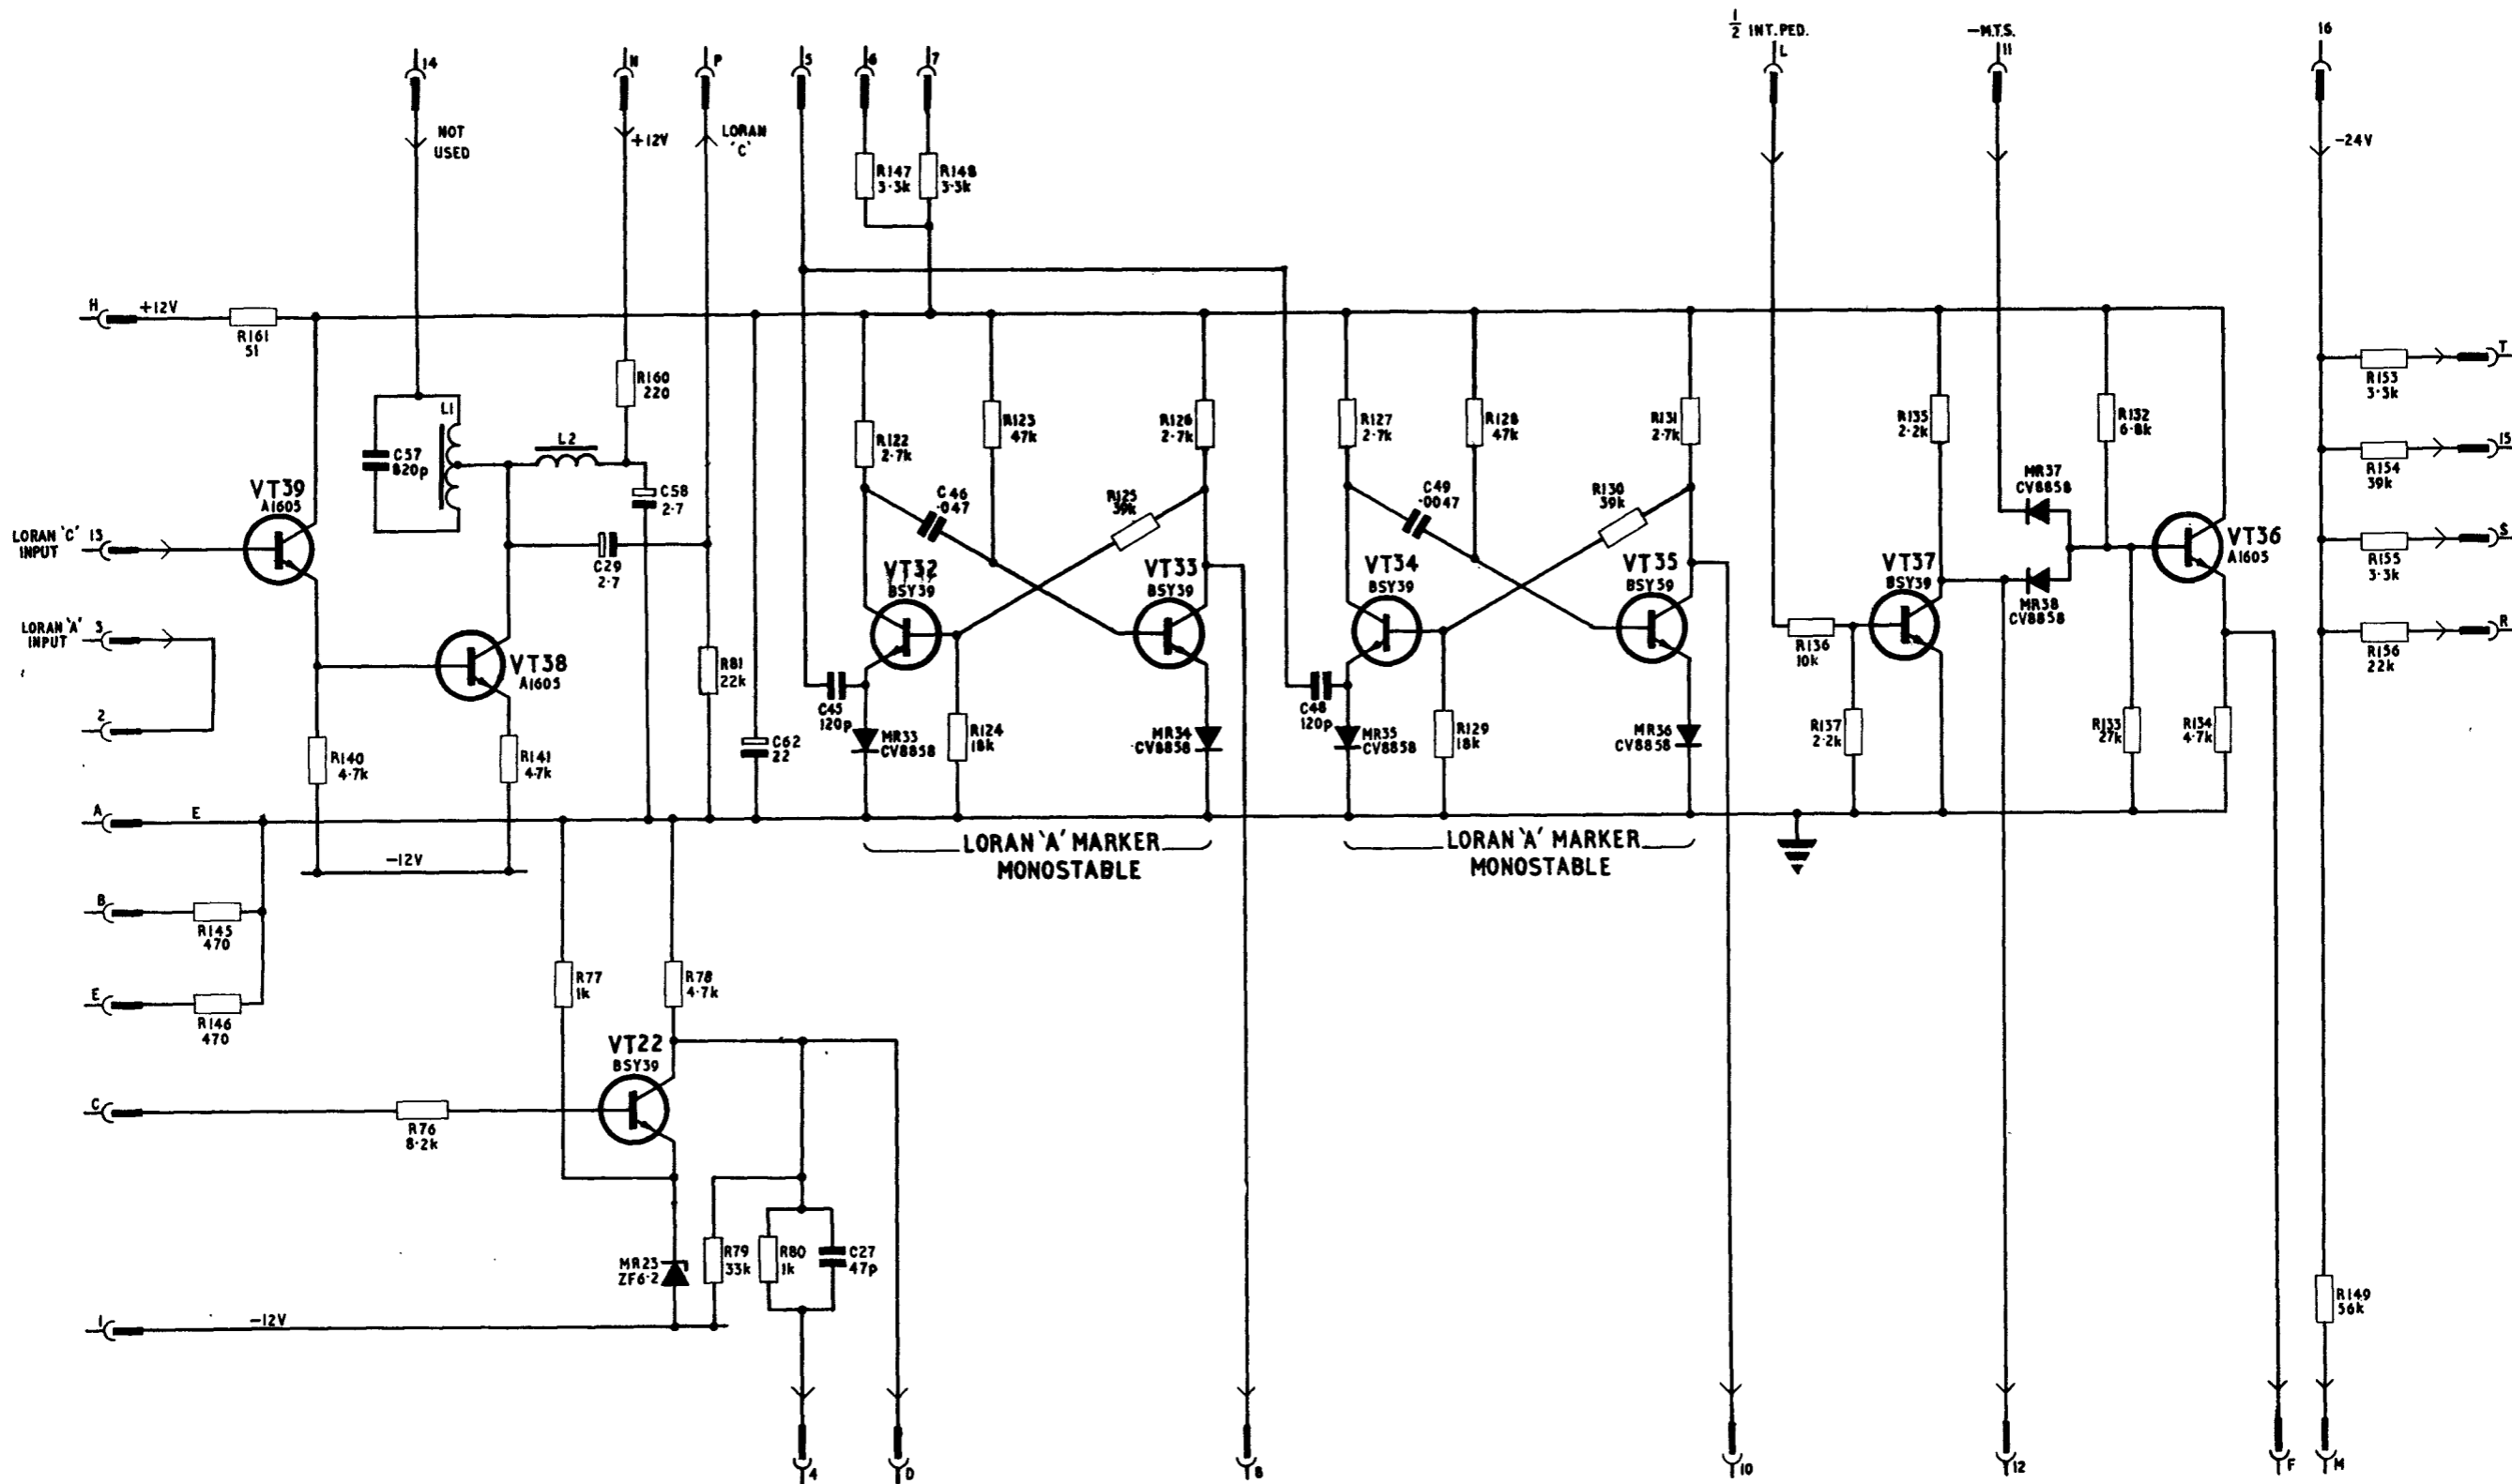 1/2 INT. PED.
L
-M.T.S.
11
16
14
N
P
5
6
7
NOT
USED
+12V
LORAN
'C'
-24V
R147
3·3k
R148
3·3k
H
+12V
R161
51
L1
C57
820p
L2
R160
220
C58
2·7
R122
2·7k
R123
47k
R126
2·7k
R127
2·7k
R128
47k
R131
2·7k
R135
2·2k
R132
6·8k
R153
3·3k
T
R154
39k
15
R155
3·3k
S
R156
22k
R
VT39
A1605
LORAN 'C' 13
INPUT
C29
2·7
C46
·047
R125
39k
C49
·0047
R130
39k
MR37
CV8858
MR38
CV8858
VT36
A1605
VT32
BSY39
VT33
BSY39
VT34
BSY39
VT35
BSY39
VT37
BSY39
LORAN 'A' 3
INPUT
VT38
A1605
2
R81
22k
C45
120p
MR33
CV8858
R124
18k
MR34
CV8858
C48
120p
MR35
CV8858
R129
18k
MR36
CV8858
R136
10k
R137
2·2k
R133
27k
R134
4·7k
R140
4·7k
R141
4·7k
C62
22
A
E
-12V
LORAN 'A' MARKER
MONOSTABLE
LORAN 'A' MARKER
MONOSTABLE
B
R145
470
E
R146
470
R77
1k
R78
4·7k
VT22
BSY39
C
R76
8·2k
MR23
ZF6·2
R79
33k
R80
1k
C27
47p
R149
56k
1
-12V
4
D
8
10
12
F
M